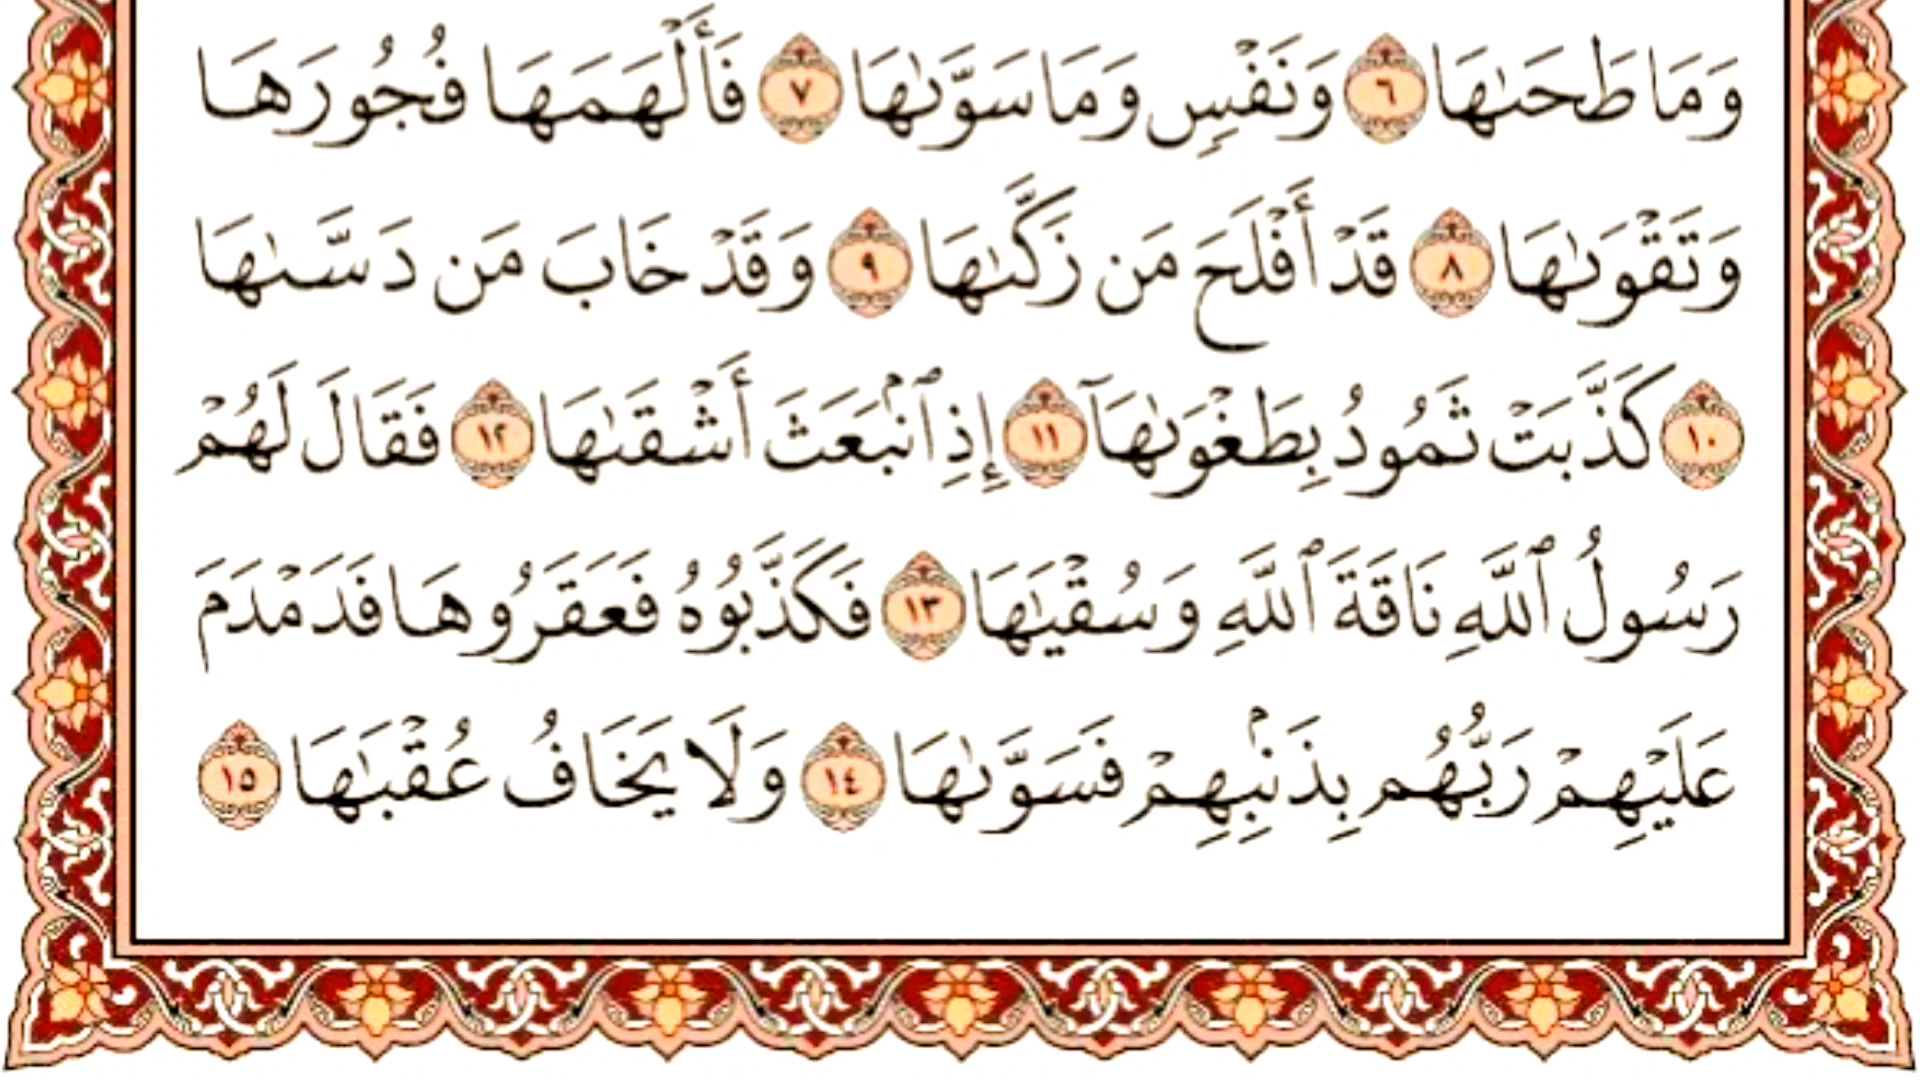 وَمَا طَحَىٰهَا ٦ وَنَفْسٍ وَمَا سَوَّىٰهَا ٧ فَأَلْهَمَهَا فُجُورَهَا
وَتَقْوَىٰهَا ٨ قَدْ أَفْلَحَ مَن زَكَّىٰهَا ٩ وَقَدْ خَابَ مَن دَسَّىٰهَا
١٠ كَذَّبَتْ ثَمُودُ بِطَغْوَىٰهَآ ١١ إِذِ ٱنۢبَعَثَ أَشْقَىٰهَا ١٢ فَقَالَ لَهُمْ
رَسُولُ ٱللَّهِ نَاقَةَ ٱللَّهِ وَسُقْيَٰهَا ١٣ فَكَذَّبُوهُ فَعَقَرُوهَا فَدَمْدَمَ
عَلَيْهِمْ رَبُّهُم بِذَنۢبِهِمْ فَسَوَّىٰهَا ١٤ وَلَا يَخَافُ عُقْبَٰهَا ١٥